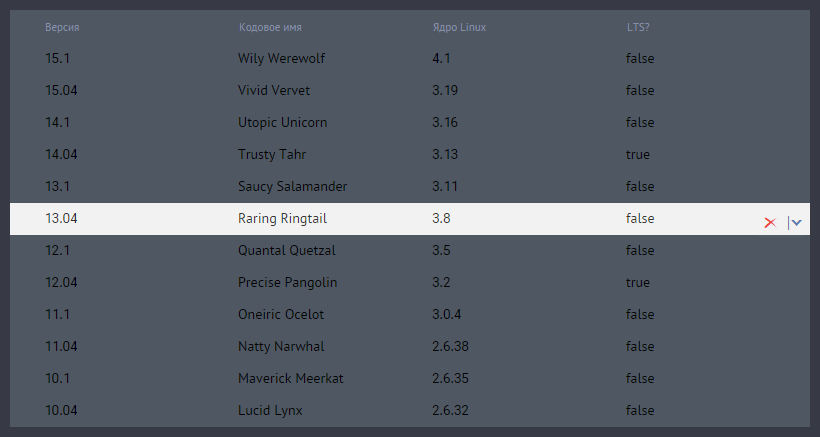 Версия Кодовое имя Ядро Linux LTS?
15.1 Wily Werewolf 4.1 false
15.04 Vivid Vervet 3.19 false
14.1 Utopic Unicorn 3.16 false
14.04 Trusty Tahr 3.13 true
13.1 Saucy Salamander 3.11 false
13.04 Raring Ringtail 3.8 false
12.1 Quantal Quetzal 3.5 false
12.04 Precise Pangolin 3.2 true
11.1 Oneiric Ocelot 3.0.4 false
11.04 Natty Narwhal 2.6.38 false
10.1 Maverick Meerkat 2.6.35 false
10.04 Lucid Lynx 2.6.32 false